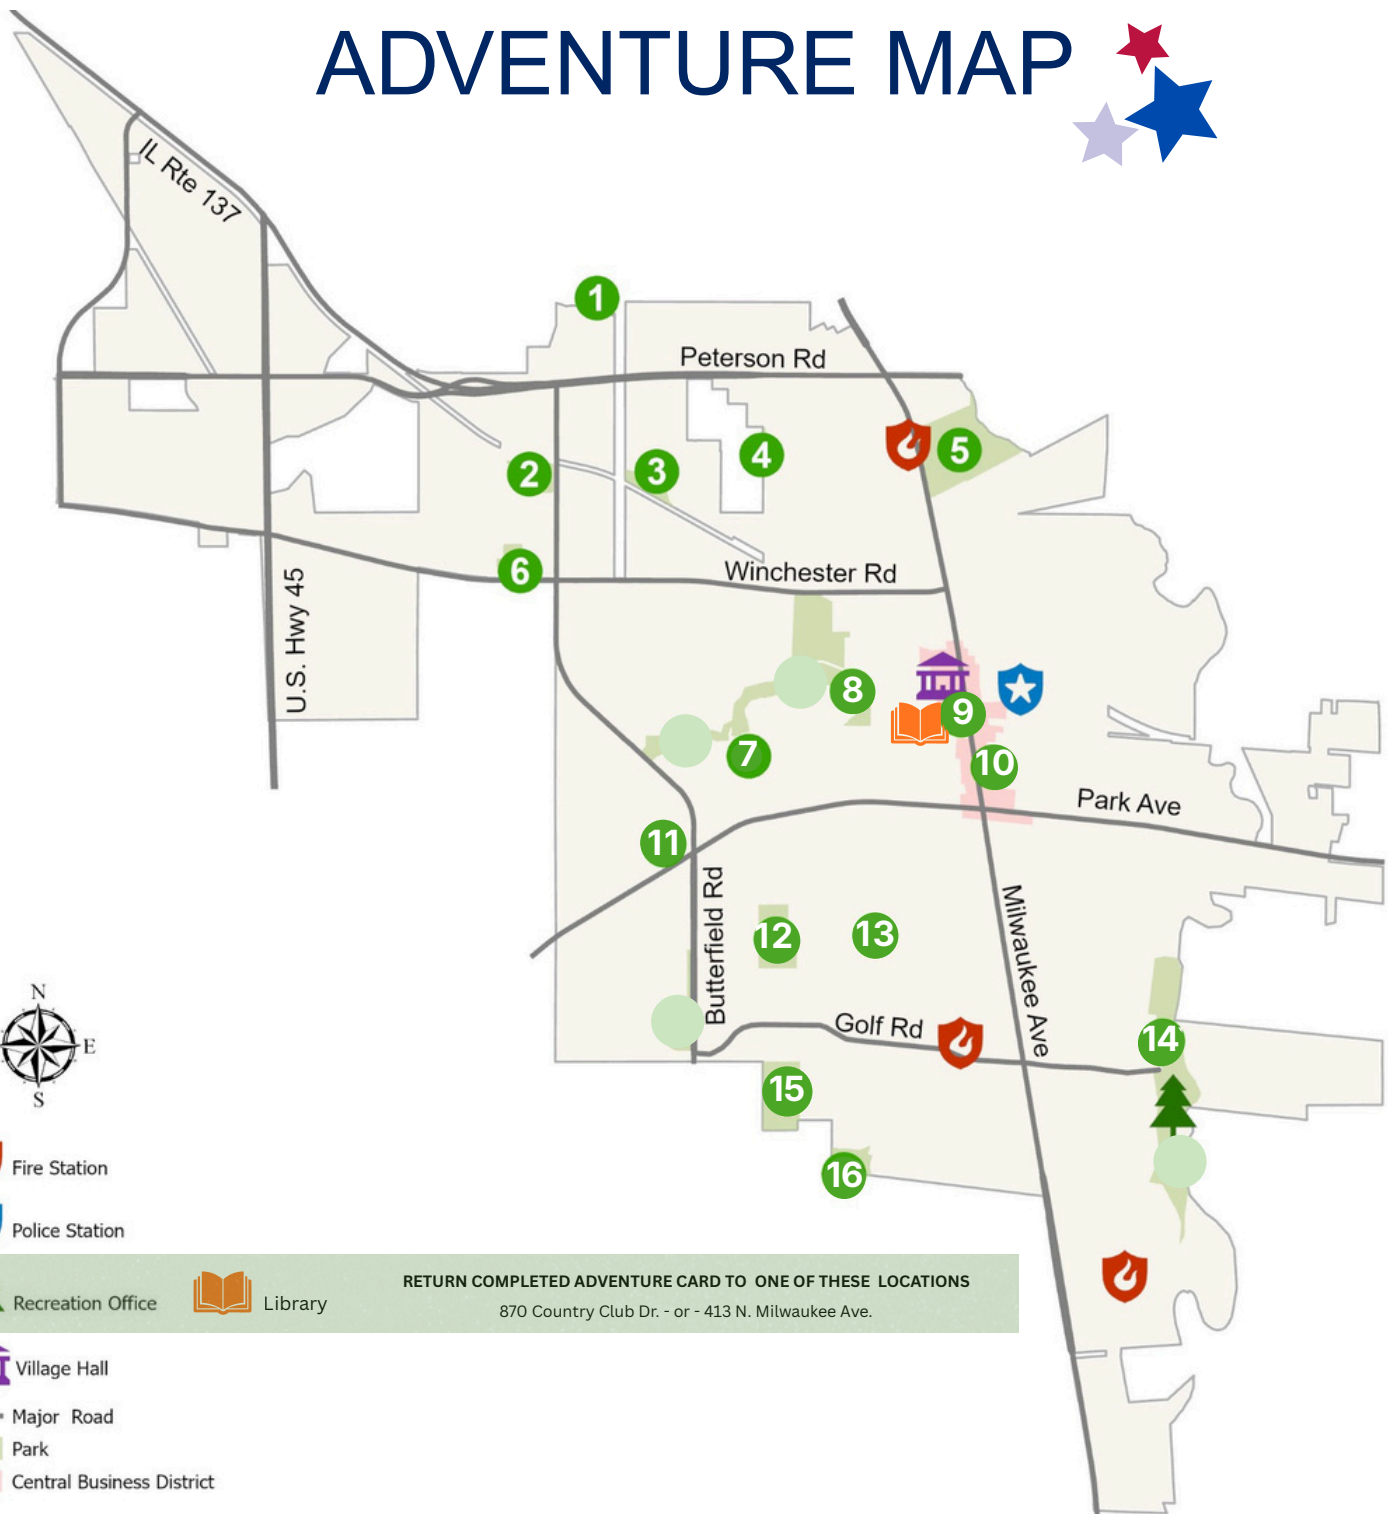 ADVENTURE MAP
IL Rte 137
1
Peterson Rd
2
3
4
5
6
Winchester Rd
U.S. Hwy 45
8
9
7
10
Park Ave
11
Butterfield Rd
12
13
Milwaukee Ave
Golf Rd
14
15
16
N
E
S
Fire Station
Police Station
Recreation Office
Library
RETURN COMPLETED ADVENTURE CARD TO ONE OF THESE LOCATIONS
870 Country Club Dr. - or - 413 N. Milwaukee Ave.
Village Hall
Major Road
Park
Central Business District